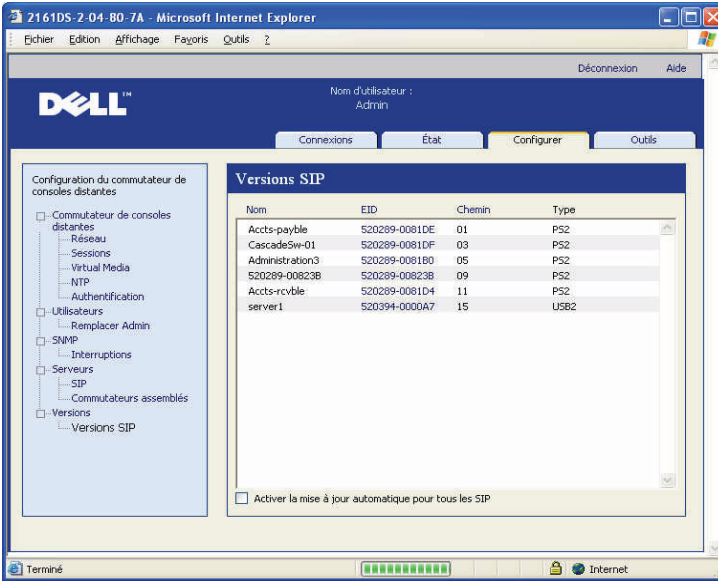 2161DS-2-04-80-7A - Microsoft Internet Explorer
Fichier Edition Affichage Favoris Outils ?
Déconnexion Aide
DELL™
Nom d'utilisateur :
Admin
Connexions État Configurer Outils
Configuration du commutateur de
consoles distantes
Commutateur de consoles
distantes
Réseau
Sessions
Virtual Media
NTP
Authentification
Utilisateurs
Remplacer Admin
SNMP
Interruptions
Serveurs
SIP
Commutateurs assemblés
Versions
Versions SIP
Versions SIP
Nom EID Chemin Type
Accts-payble 520289-0081DE 01 PS2
CascadeSw-01 520289-0081DF 03 PS2
Administration3 520289-0081B0 05 PS2
520289-00823B 520289-00823B 09 PS2
Accts-rcvble 520289-0081D4 11 PS2
server1 520394-0000A7 15 USB2
Activer la mise à jour automatique pour tous les SIP
Terminé Internet